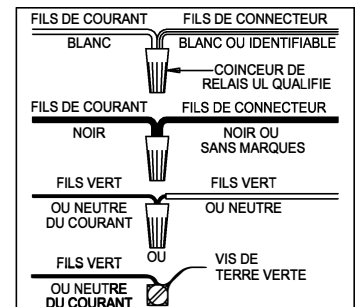 FILS DE COURANT FILS DE CONNECTEUR
BLANC BLANC OU IDENTIFIABLE
COINCEUR DE
RELAIS UL QUALIFIE
FILS DE COURANT FILS DE CONNECTEUR
NOIR NOIR OU
SANS MARQUES
FILS VERT FILS VERT
OU NEUTRE OU NEUTRE
DU COURANT
OU
FILS VERT VIS DE
TERRE VERTE
OU NEUTRE
DU COURANT